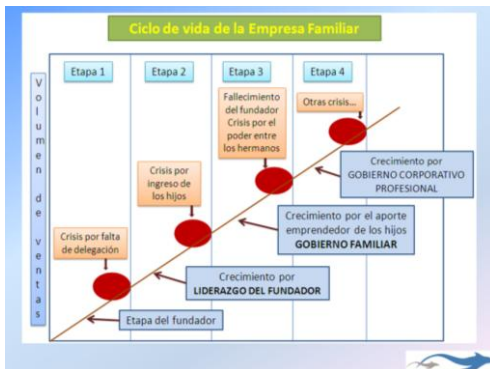 Ciclo de vida de la Empresa Familiar
Volumen de ventas
Etapa 1
Etapa 2
Etapa 3
Etapa 4
Fallecimiento
del fundador
Crisis por el
poder entre
los hermanos
Otras crisis...
Crisis por
ingreso de
los hijos
Crisis por falta
de delegación
Crecimiento por
GOBIERNO CORPORATIVO
PROFESIONAL
Crecimiento por el aporte
emprendedor de los hijos
GOBIERNO FAMILIAR
Crecimiento por
LIDERAZGO DEL FUNDADOR
Etapa del fundador